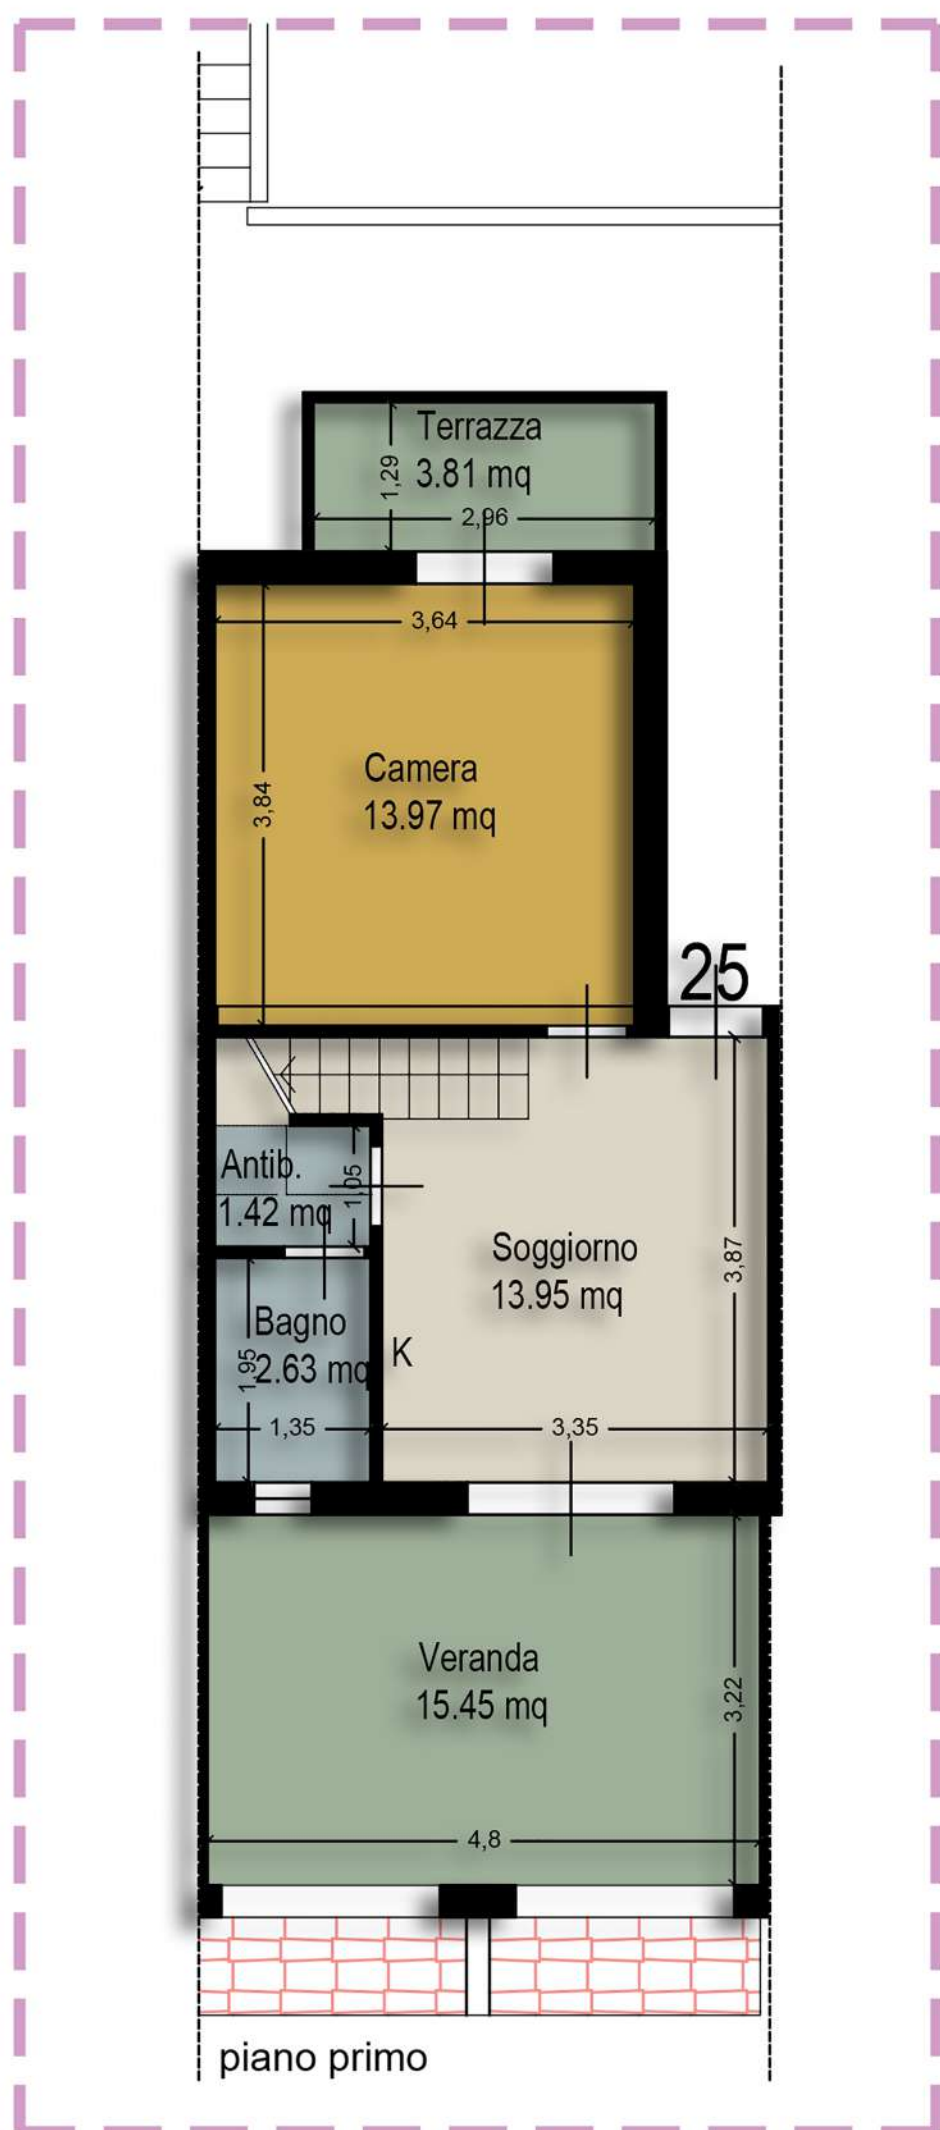 Terrazza
3.81 mq
1,29
2,96
3,64
Camera
13.97 mq
3,84
25
Antib.
1.42 mq
1,05
Soggiorno
13.95 mq
3,87
Bagno
2.63 mq
1,95
K
1,35
3,35
Veranda
15.45 mq
3,22
4,8
piano primo